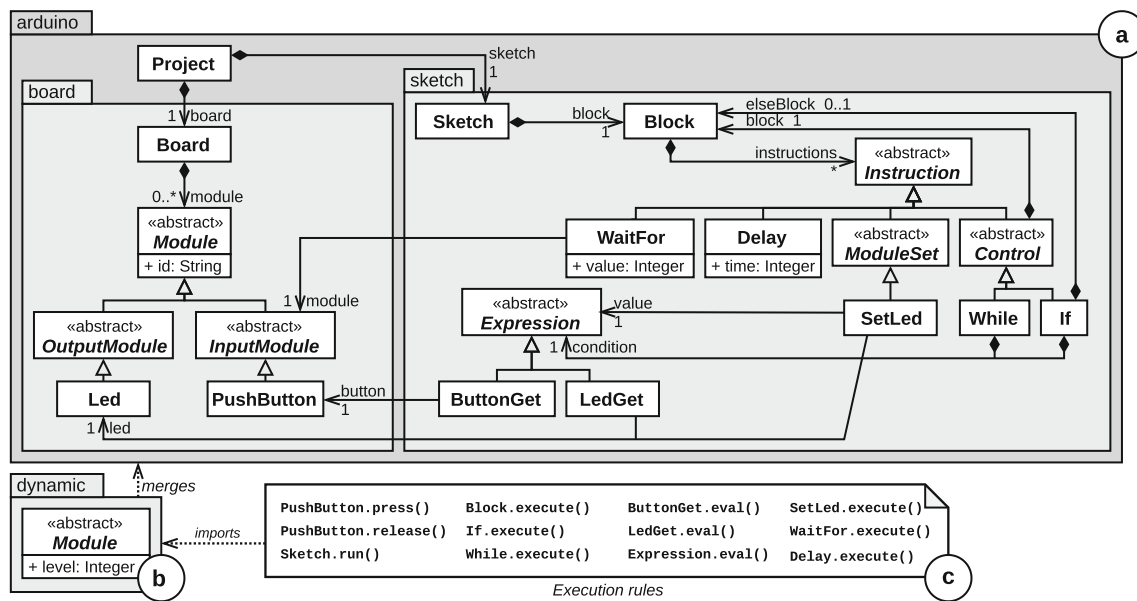 arduino
a
Project
sketch
1
board
1
board
Board
0..*
module
«abstract»
Module
+ id: String
«abstract»
OutputModule
«abstract»
InputModule
Led
PushButton
1
led
1
module
button
1
sketch
Sketch
block
1
Block
elseBlock 0..1
block 1
instructions
*
«abstract»
Instruction
WaitFor
+ value: Integer
Delay
+ time: Integer
«abstract»
ModuleSet
«abstract»
Control
«abstract»
Expression
value
1
SetLed
While
If
1
condition
ButtonGet
LedGet
merges
dynamic
«abstract»
Module
+ level: Integer
b
imports
PushButton.press() Block.execute() ButtonGet.eval() SetLed.execute()
PushButton.release() If.execute() LedGet.eval() WaitFor.execute()
Sketch.run() While.execute() Expression.eval() Delay.execute()
c
Execution rules